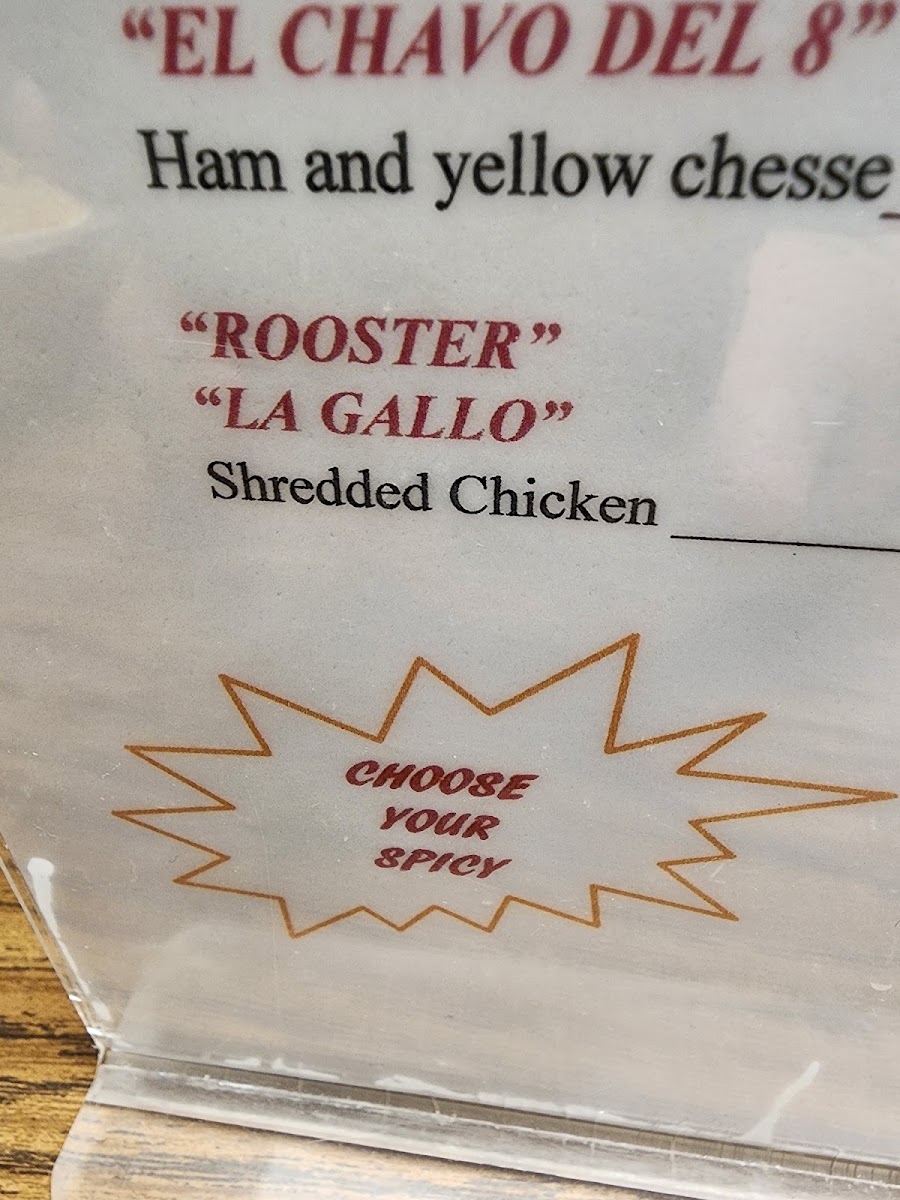 “EL CHAVO DEL 8”
Ham and yellow chesse
“ROOSTER”
“LA GALLO”
Shredded Chicken
CHOOSE
YOUR
SPICY